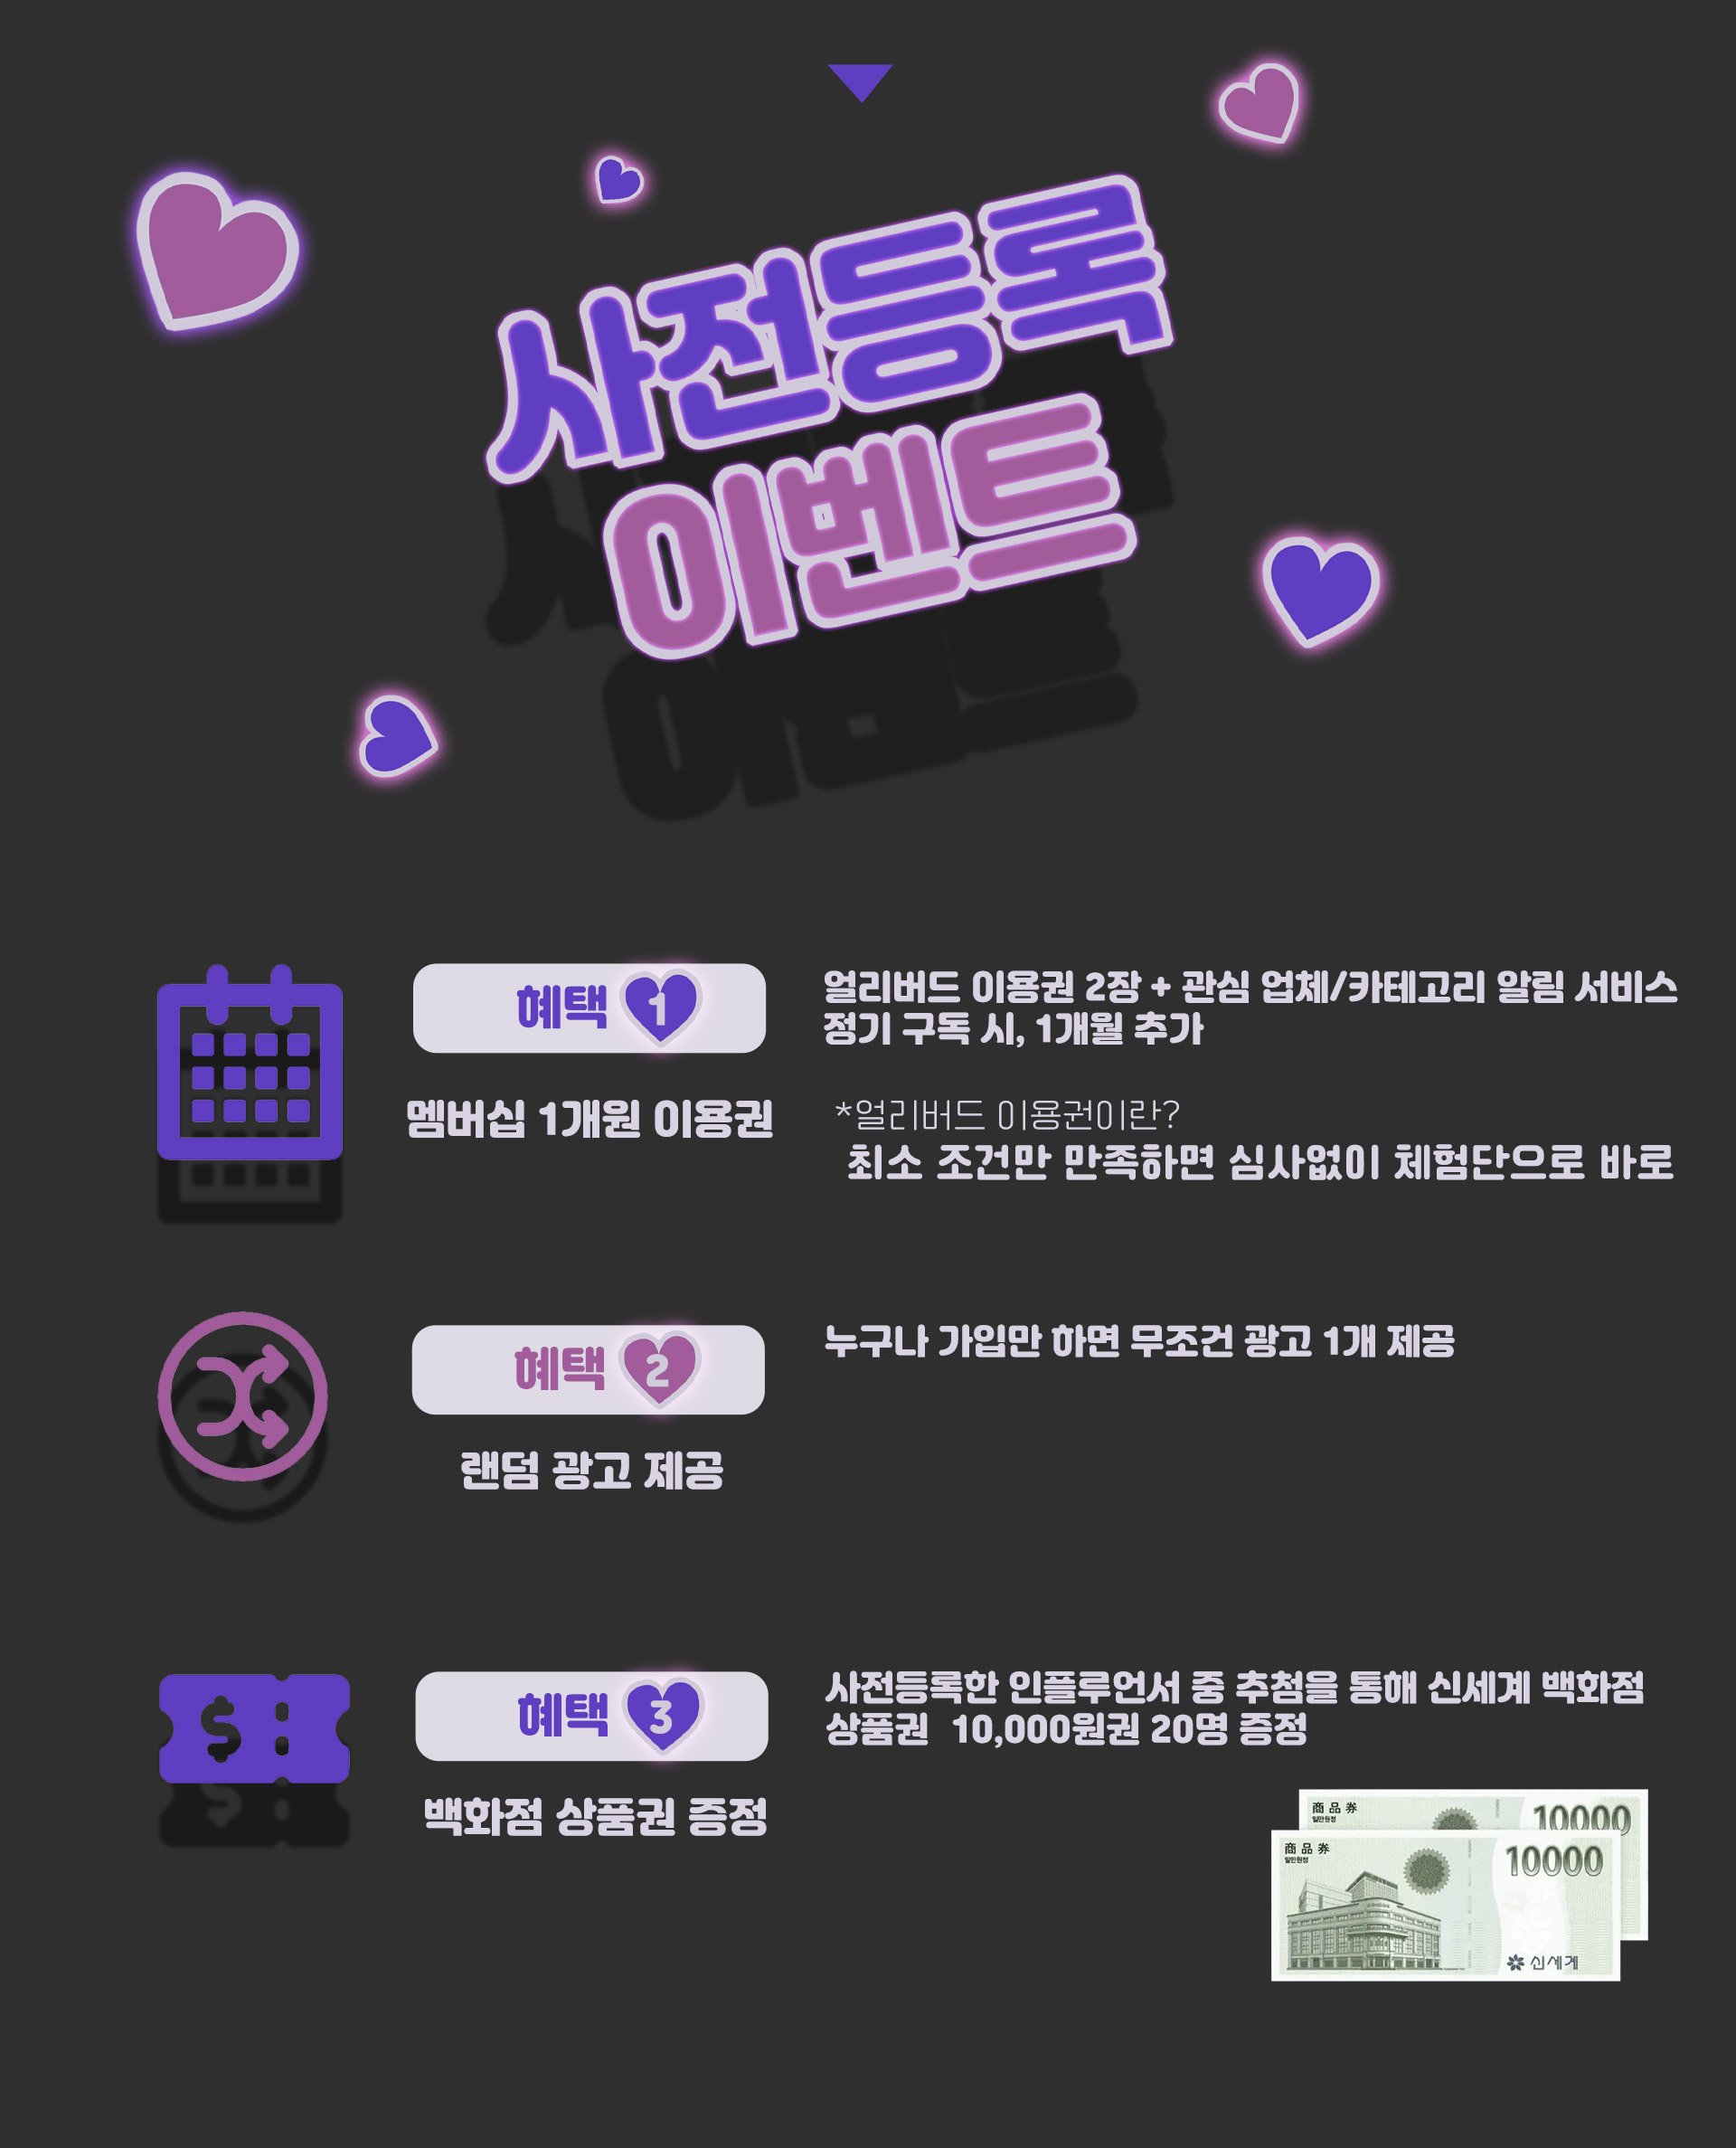 사전등록
이벤트
혜택 1
멤버십 1개월 이용권
얼리버드 이용권 2장 + 관심 업체/카테고리 알림 서비스
정기 구독 시, 1개월 추가
*얼리버드 이용권이란?
최소 조건만 만족하면 심사없이 체험단으로 바로
혜택 2
랜덤 광고 제공
누구나 가입만 하면 무조건 광고 1개 제공
혜택 3
백화점 상품권 증정
사전등록한 인플루언서 중 추첨을 통해 신세계 백화점
상품권 10,000원권 20명 증정
商品券
일만원정
10000
商品券
일만원정
10000
신세계